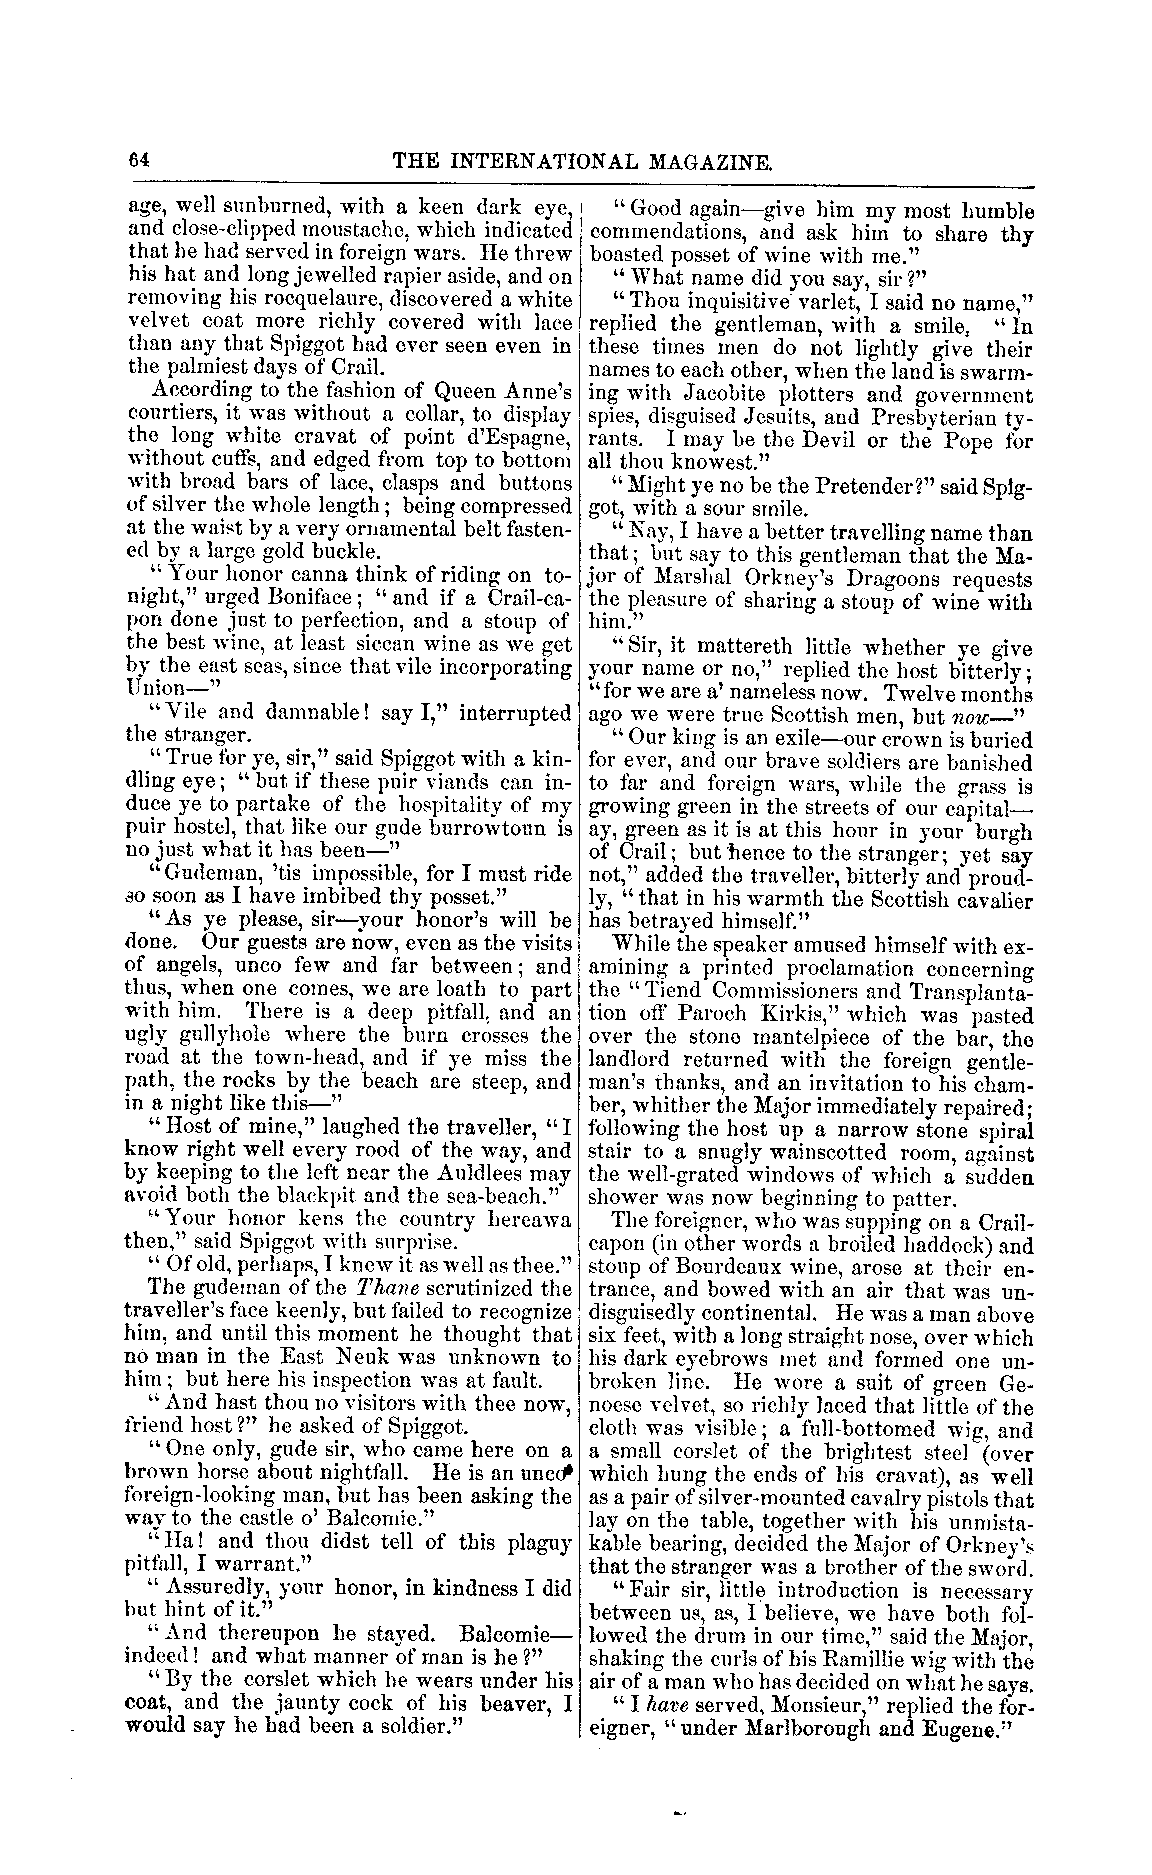 64
THE INTERNATIONAL MAGAZINE.
age, well sunburned, with a keen dark eye,
and close-clipped moustache, which indicated
that he had served in foreign wars. He threw
his hat and long jewelled rapier aside, and on
removing his rocquelaure, discovered a white
velvet coat more richly covered with lace
than any that Spiggot had ever seen even in
the palmiest days of Crail.
According to the fashion of Queen Anne's
courtiers, it was without a collar, to display
the long white cravat of point d'Espagne,
without cuffs, and edged from top to bottom
with broad bars of lace, clasps and buttons
of silver the whole length; being compressed
at the waist by a very ornamental belt fasten-
ed by a large gold buckle.
"Your honor canna think of riding on to-
night," urged Boniface; "and if a Crail-ca-
pon done just to perfection, and a stoup of
the best wine, at least siccan wine as we get
by the east seas, since that vile incorporating
Union—"
"Vile and damnable! say I," interrupted
the stranger.
"True for ye, sir," said Spiggot with a kin-
dling eye; "but if these puir viands can in-
duce ye to partake of the hospitality of my
puir hostel, that like our gude burrowtoun is
no just what it has been—"
"Gudeman, 'tis impossible, for I must ride
so soon as I have imbibed thy posset."
"As ye please, sir—your honor's will be
done. Our guests are now, even as the visits
of angels, unco few and far between; and
thus, when one comes, we are loath to part
with him. There is a deep pitfall, and an
ugly gullyhole where the burn crosses the
road at the town-head, and if ye miss the
path, the rocks by the beach are steep, and
in a night like this—"
"Host of mine," laughed the traveller, "I
know right well every rood of the way, and
by keeping to the left near the Auldlees may
avoid both the blackpit and the sea-beach."
"Your honor kens the country hereawa
then," said Spiggot with surprise.
"Of old, perhaps, I knew it as well as thee."
The gudeman of the Thane scrutinized the
traveller's face keenly, but failed to recognize
him, and until this moment he thought that
no man in the East Neuk was unknown to
him; but here his inspection was at fault.
"And hast thou no visitors with thee now,
friend host?" he asked of Spiggot.
"One only, gude sir, who came here on a
brown horse about nightfall. He is an unco
foreign-looking man, but has been asking the
way to the castle o' Balcomie."
"Ha! and thou didst tell of this plaguy
pitfall, I warrant."
"Assuredly, your honor, in kindness I did
but hint of it."
"And thereupon he stayed. Balcomie—
indeed! and what manner of man is he?"
"By the corslet which he wears under his
coat, and the jaunty cock of his beaver, I
would say he had been a soldier."
"Good again—give him my most humble
commendations, and ask him to share thy
boasted posset of wine with me."
"What name did you say, sir?"
"Thou inquisitive varlet, I said no name,"
replied the gentleman, with a smile. "In
these times men do not lightly give their
names to each other, when the land is swarm-
ing with Jacobite plotters and government
spies, disguised Jesuits, and Presbyterian ty-
rants. I may be the Devil or the Pope for
all thou knowest."
"Might ye no be the Pretender?" said Spig-
got, with a sour smile.
"Nay, I have a better travelling name than
that; but say to this gentleman that the Ma-
jor of Marshal Orkney's Dragoons requests
the pleasure of sharing a stoup of wine with
him."
"Sir, it mattereth little whether ye give
your name or no," replied the host bitterly;
"for we are a' nameless now. Twelve months
ago we were true Scottish men, but now—"
"Our king is an exile—our crown is buried
for ever, and our brave soldiers are banished
to far and foreign wars, while the grass is
growing green in the streets of our capital—
ay, green as it is at this hour in your burgh
of Crail; but hence to the stranger; yet say
not," added the traveller, bitterly and proud-
ly, "that in his warmth the Scottish cavalier
has betrayed himself."
While the speaker amused himself with ex-
amining a printed proclamation concerning
the "Tiend Commissioners and Transplanta-
tion off Paroch Kirkis," which was pasted
over the stone mantelpiece of the bar, the
landlord returned with the foreign gentle-
man's thanks, and an invitation to his cham-
ber, whither the Major immediately repaired;
following the host up a narrow stone spiral
stair to a snugly wainscotted room, against
the well-grated windows of which a sudden
shower was now beginning to patter.
The foreigner, who was supping on a Crail-
capon (in other words a broiled haddock) and
stoup of Bourdeaux wine, arose at their en-
trance, and bowed with an air that was un-
disguisedly continental. He was a man above
six feet, with a long straight nose, over which
his dark eyebrows met and formed one un-
broken line. He wore a suit of green Ge-
noese velvet, so richly laced that little of the
cloth was visible; a full-bottomed wig, and
a small corslet of the brightest steel (over
which hung the ends of his cravat), as well
as a pair of silver-mounted cavalry pistols that
lay on the table, together with his unmista-
kable bearing, decided the Major of Orkney's
that the stranger was a brother of the sword.
"Fair sir, little introduction is necessary
between us, as, I believe, we have both fol-
lowed the drum in our time," said the Major,
shaking the curls of his Ramillie wig with the
air of a man who has decided on what he says.
"I have served, Monsieur," replied the for-
eigner, "under Marlborough and Eugene."